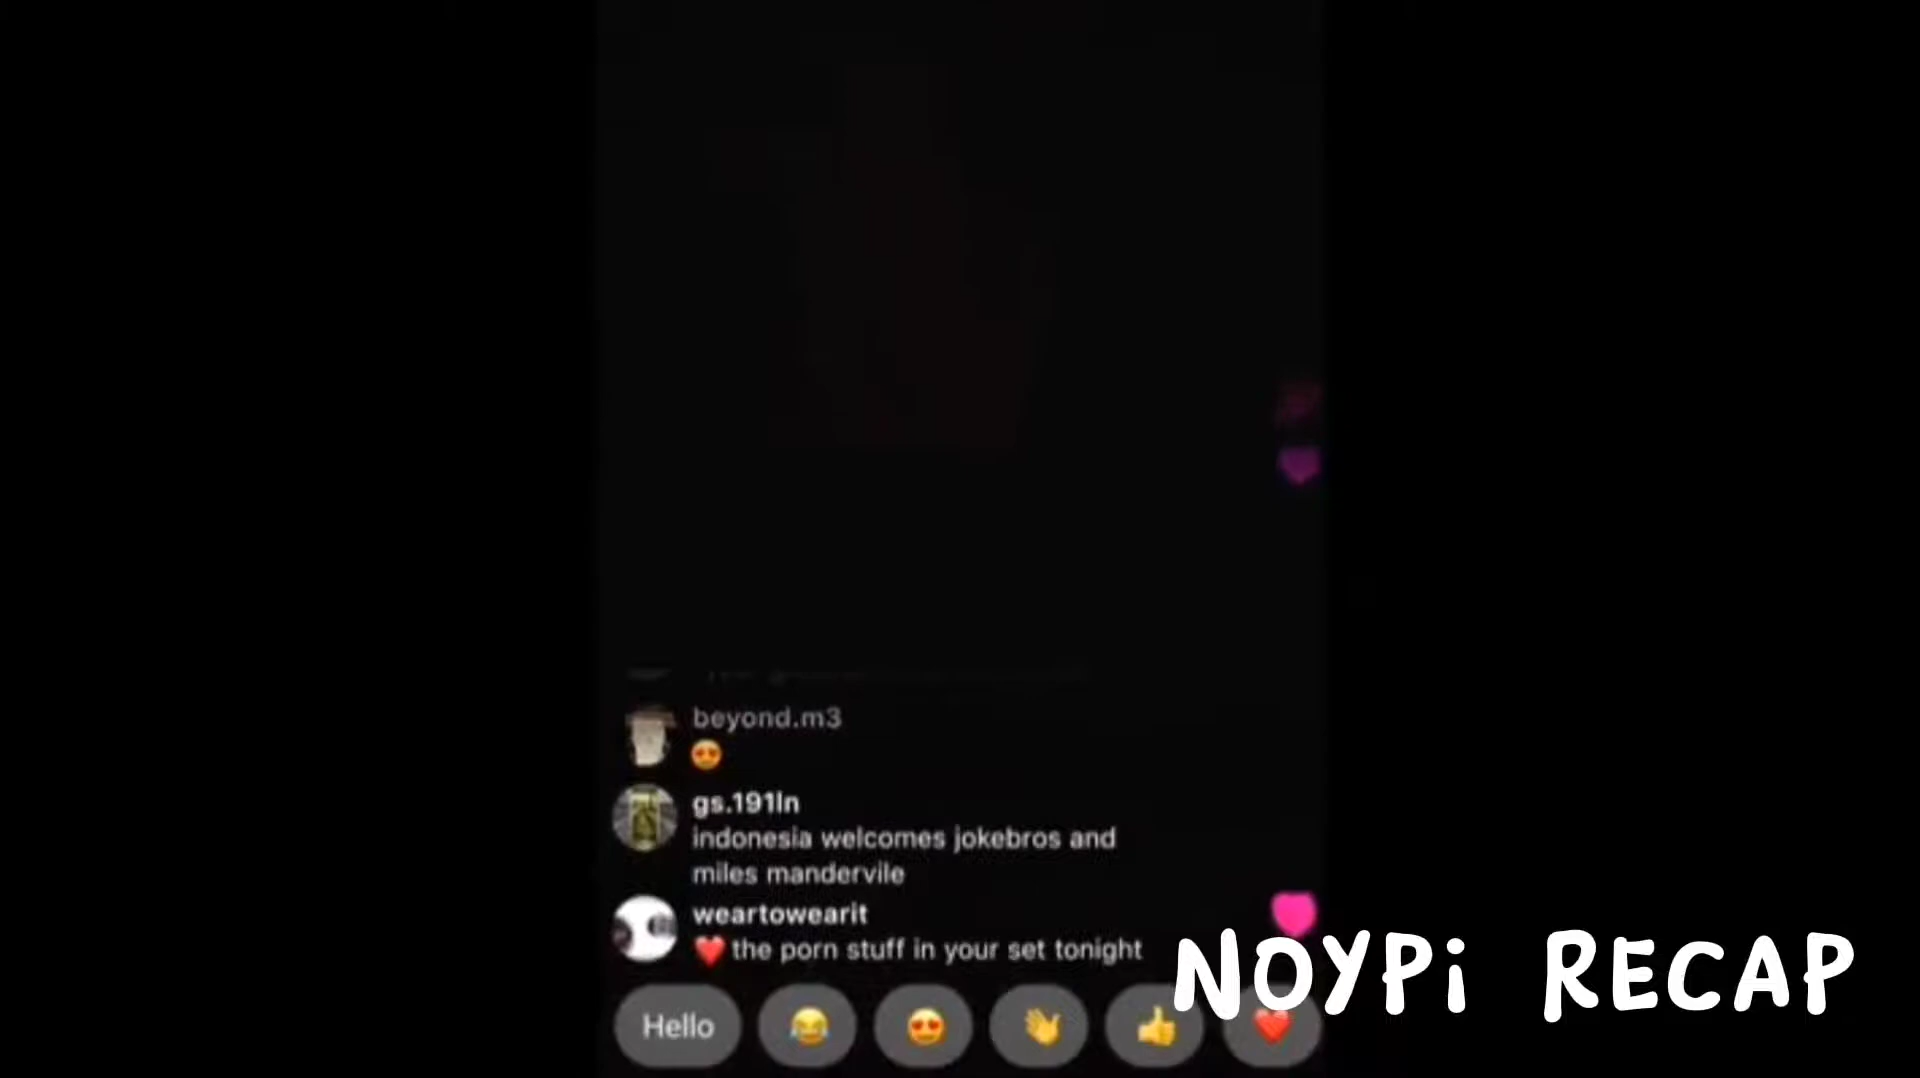 beyond.m3
😍
gs.191ln
indonesia welcomes jokebros and
miles mandervile
weartowearit
❤️ the porn stuff in your set tonight
Hello 😂 😍 👋 👍 ❤️
NOYPi RECAP